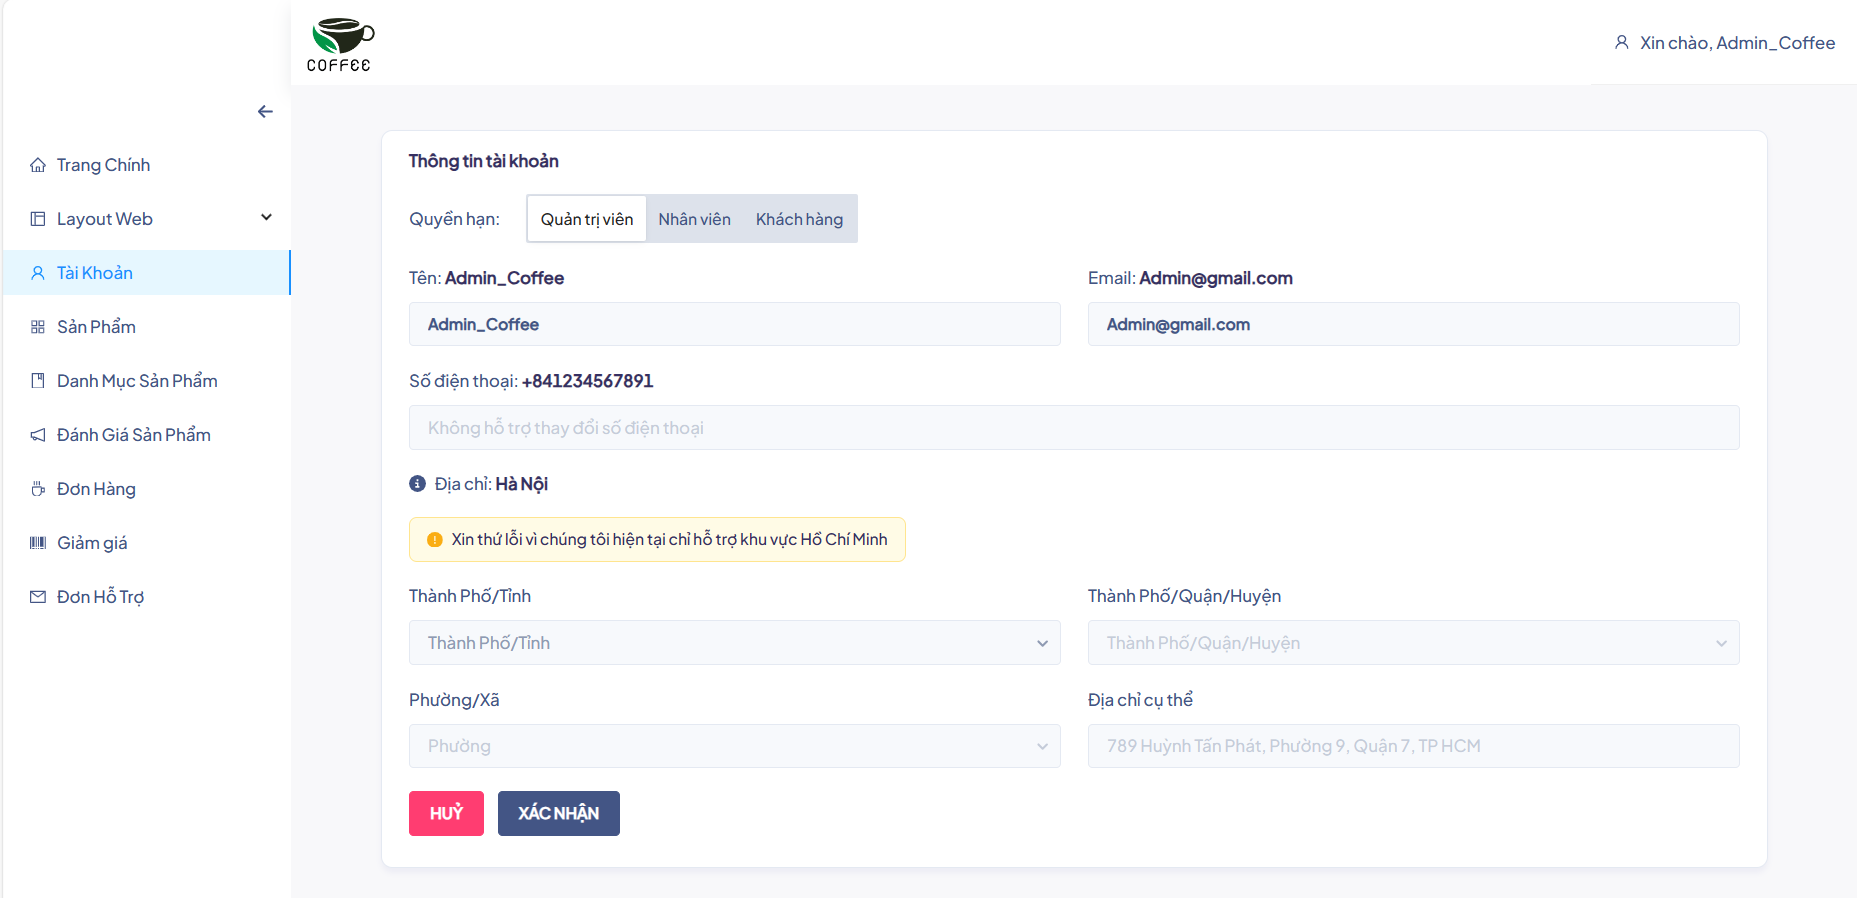 COFFEE
Xin chào, Admin_Coffee
Trang Chính
Layout Web
Tài Khoản
Sản Phẩm
Danh Mục Sản Phẩm
Đánh Giá Sản Phẩm
Đơn Hàng
Giảm giá
Đơn Hỗ Trợ
Thông tin tài khoản
Quyền hạn: Quản trị viên Nhân viên Khách hàng
Tên: Admin_Coffee
Email: Admin@gmail.com
Admin_Coffee
Admin@gmail.com
Số điện thoại: +841234567891
Không hỗ trợ thay đổi số điện thoại
Địa chỉ: Hà Nội
Xin thứ lỗi vì chúng tôi hiện tại chỉ hỗ trợ khu vực Hồ Chí Minh
Thành Phố/Tỉnh
Thành Phố/Quận/Huyện
Thành Phố/Tỉnh
Thành Phố/Quận/Huyện
Phường/Xã
Địa chỉ cụ thể
Phường
789 Huỳnh Tấn Phát, Phường 9, Quận 7, TP HCM
HUỶ
XÁC NHẬN